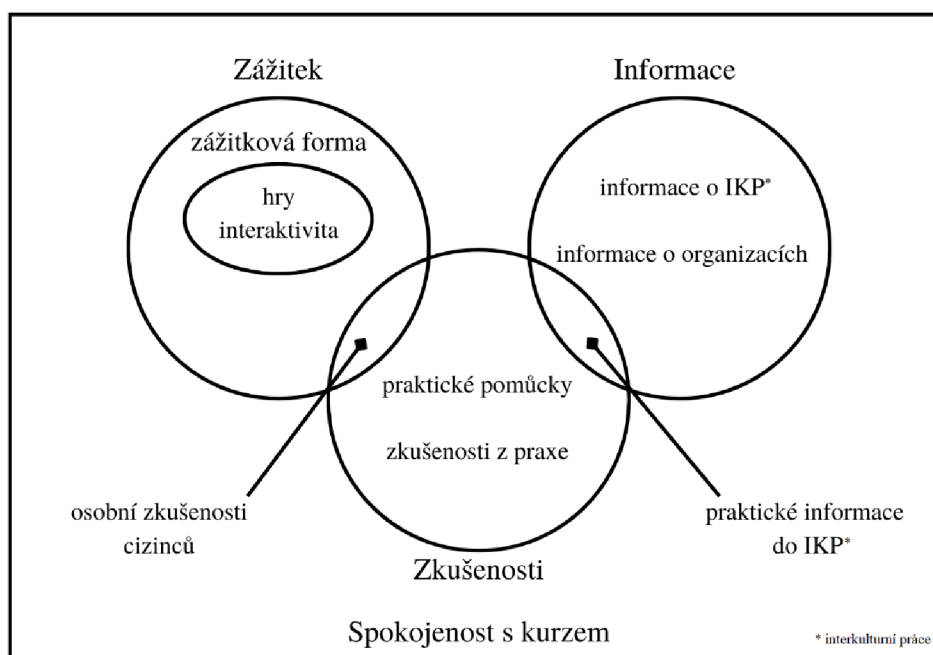 Zážitek
Informace
zážitková forma
hry
interaktivita
informace o IKP*
informace o organizacích
praktické pomůcky
zkušenosti z praxe
osobní zkušenosti
cizinců
praktické informace
do IKP*
Zkušenosti
Spokojenost s kurzem
* interkulturní práce